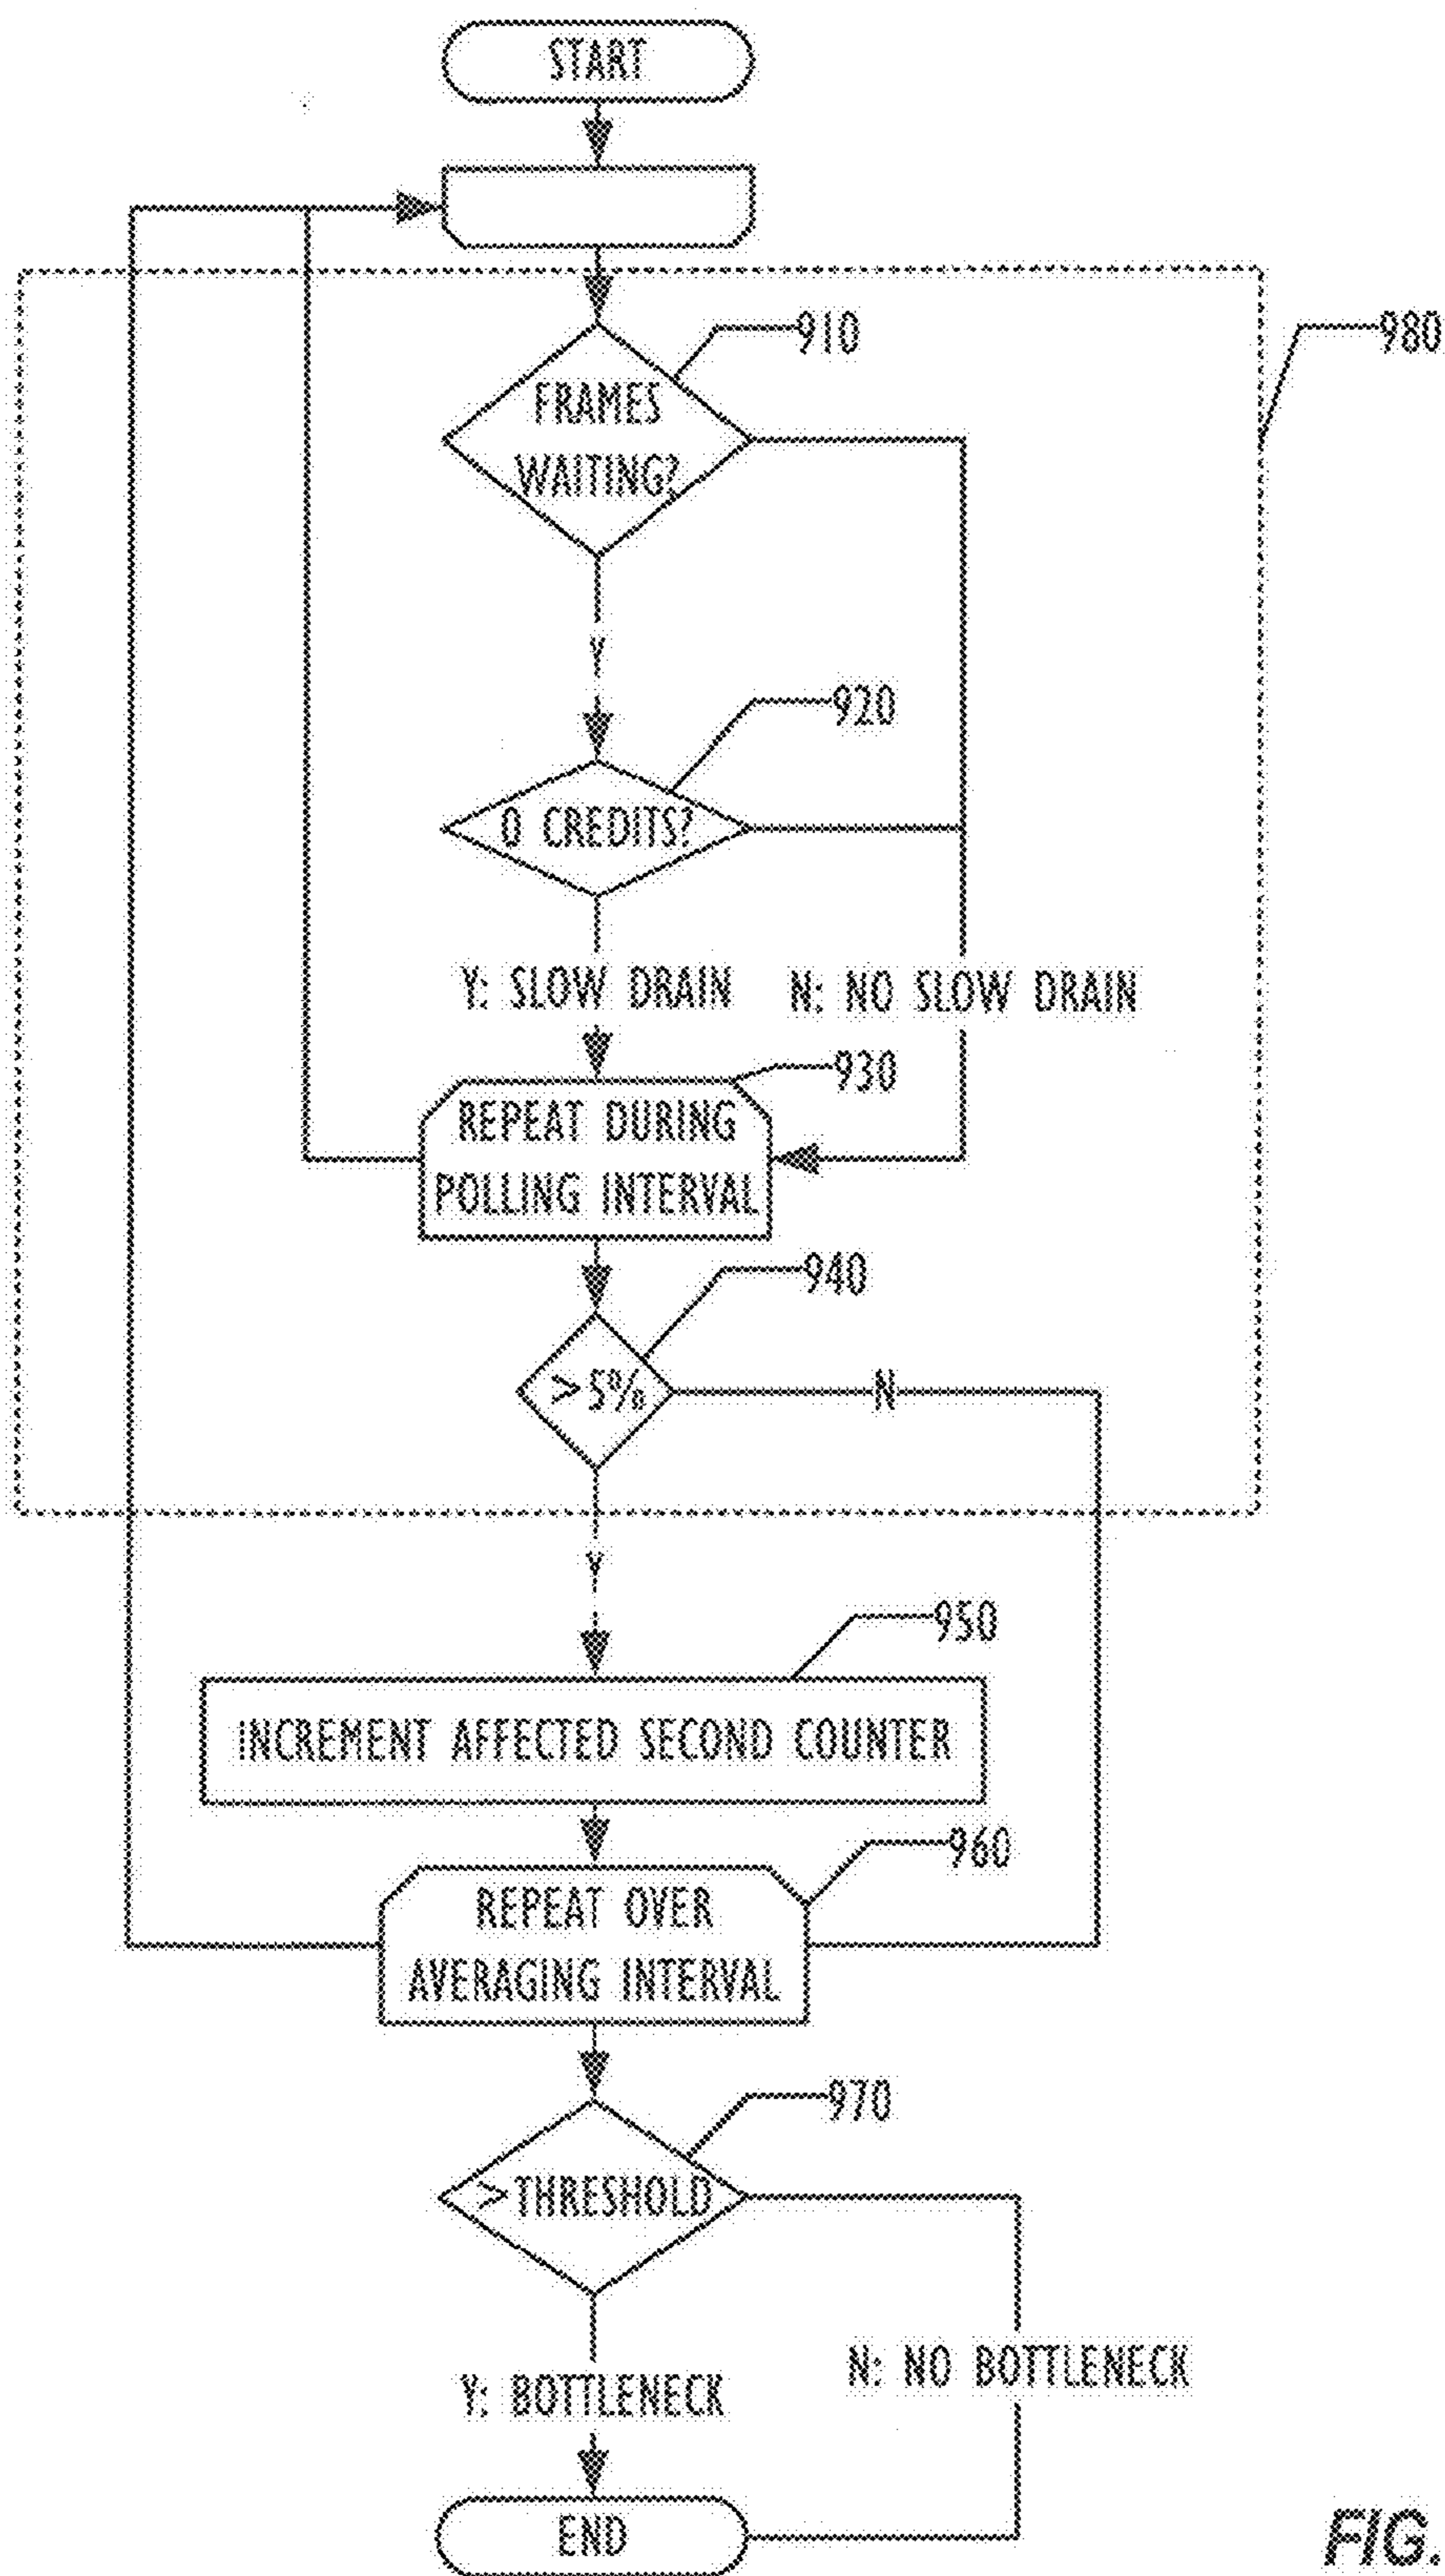 START
910
980
FRAMES
WAITING?
Y
920
0 CREDITS?
Y: SLOW DRAIN
N: NO SLOW DRAIN
930
REPEAT DURING
POLLING INTERVAL
940
>5%
N
Y
950
INCREMENT AFFECTED SECOND COUNTER
960
REPEAT OVER
AVERAGING INTERVAL
970
>THRESHOLD
N: NO BOTTLENECK
Y: BOTTLENECK
END
FIG.